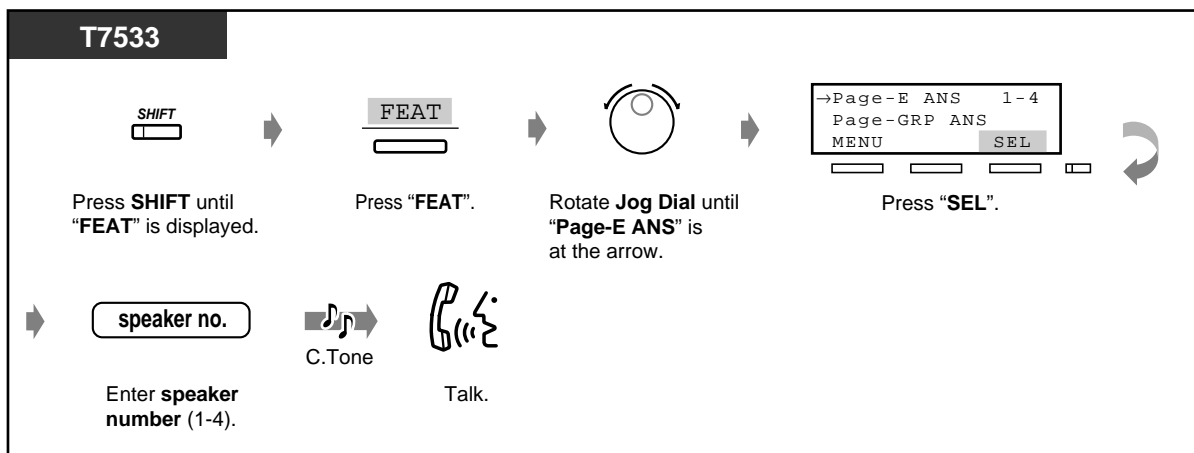 T7533
SHIFT
FEAT
→Page-E ANS 1-4
Page-GRP ANS
MENU SEL
Press SHIFT until
“FEAT” is displayed.
Press “FEAT”.
Rotate Jog Dial until
“Page-E ANS” is
at the arrow.
Press “SEL”.
speaker no.
C.Tone
Enter speaker
number (1-4).
Talk.